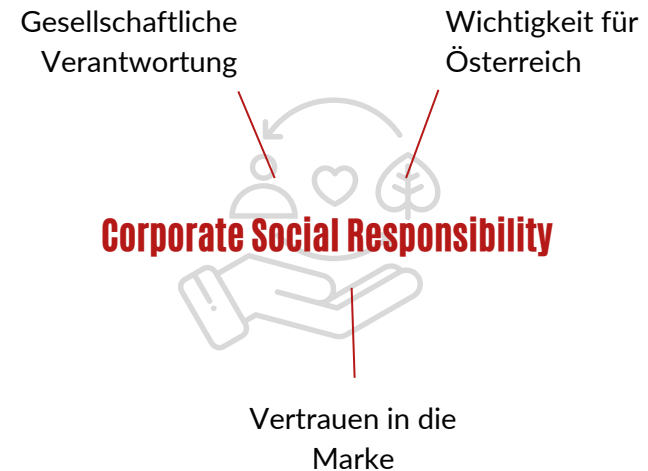 Gesellschaftliche
Verantwortung
Wichtigkeit für
Österreich
Corporate Social Responsibility
Vertrauen in die
Marke